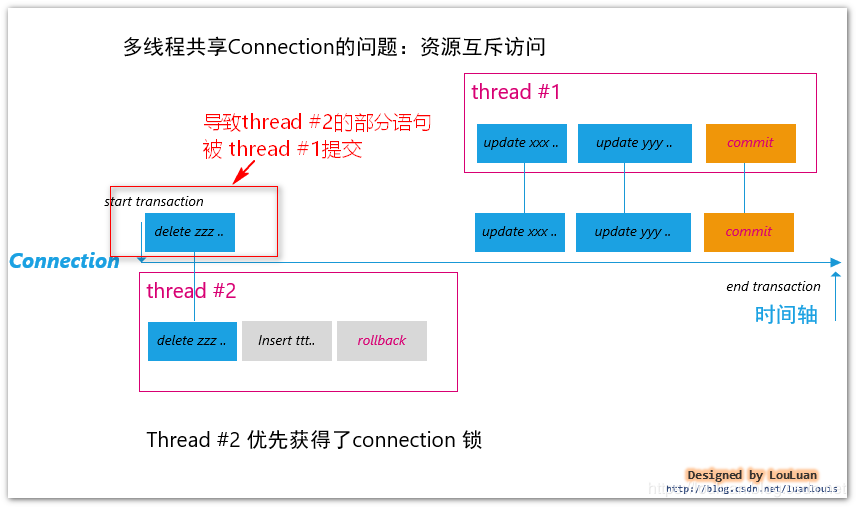 多线程共享Connection的问题：资源互斥访问
thread #1
导致thread #2的部分语句
被 thread #1提交
update xxx ..
update yyy ..
commit
start transaction
delete zzz ..
update xxx ..
update yyy ..
commit
Connection
thread #2
end transaction
时间轴
delete zzz ..
Insert ttt..
rollback
Thread #2 优先获得了connection 锁
Designed by LouLuan
http://blog.csdn.net/luanlouis